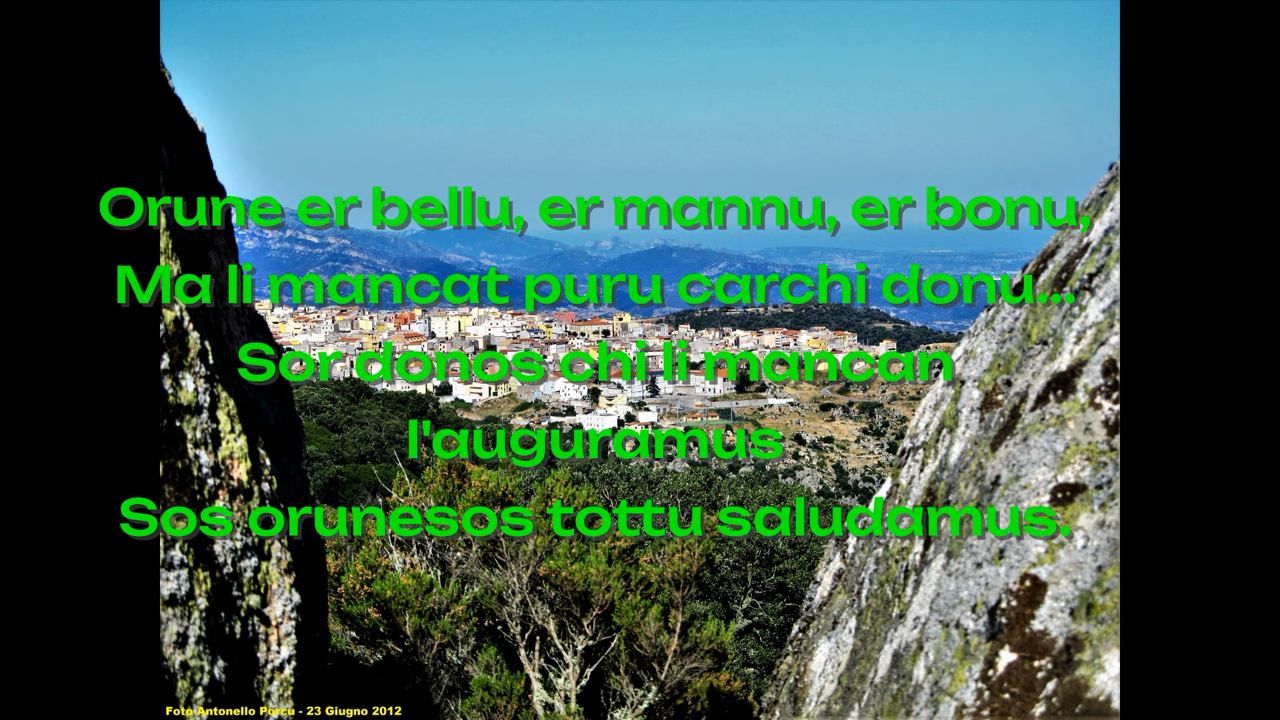 Orune er bellu, er mannu, er bonu,
Ma li mancat puru carchi donu...
Sor donos chi li mancan
l'auguramus
Sos orunesos tottu saludamus.
Foto Antonello Porcu - 23 Giugno 2012